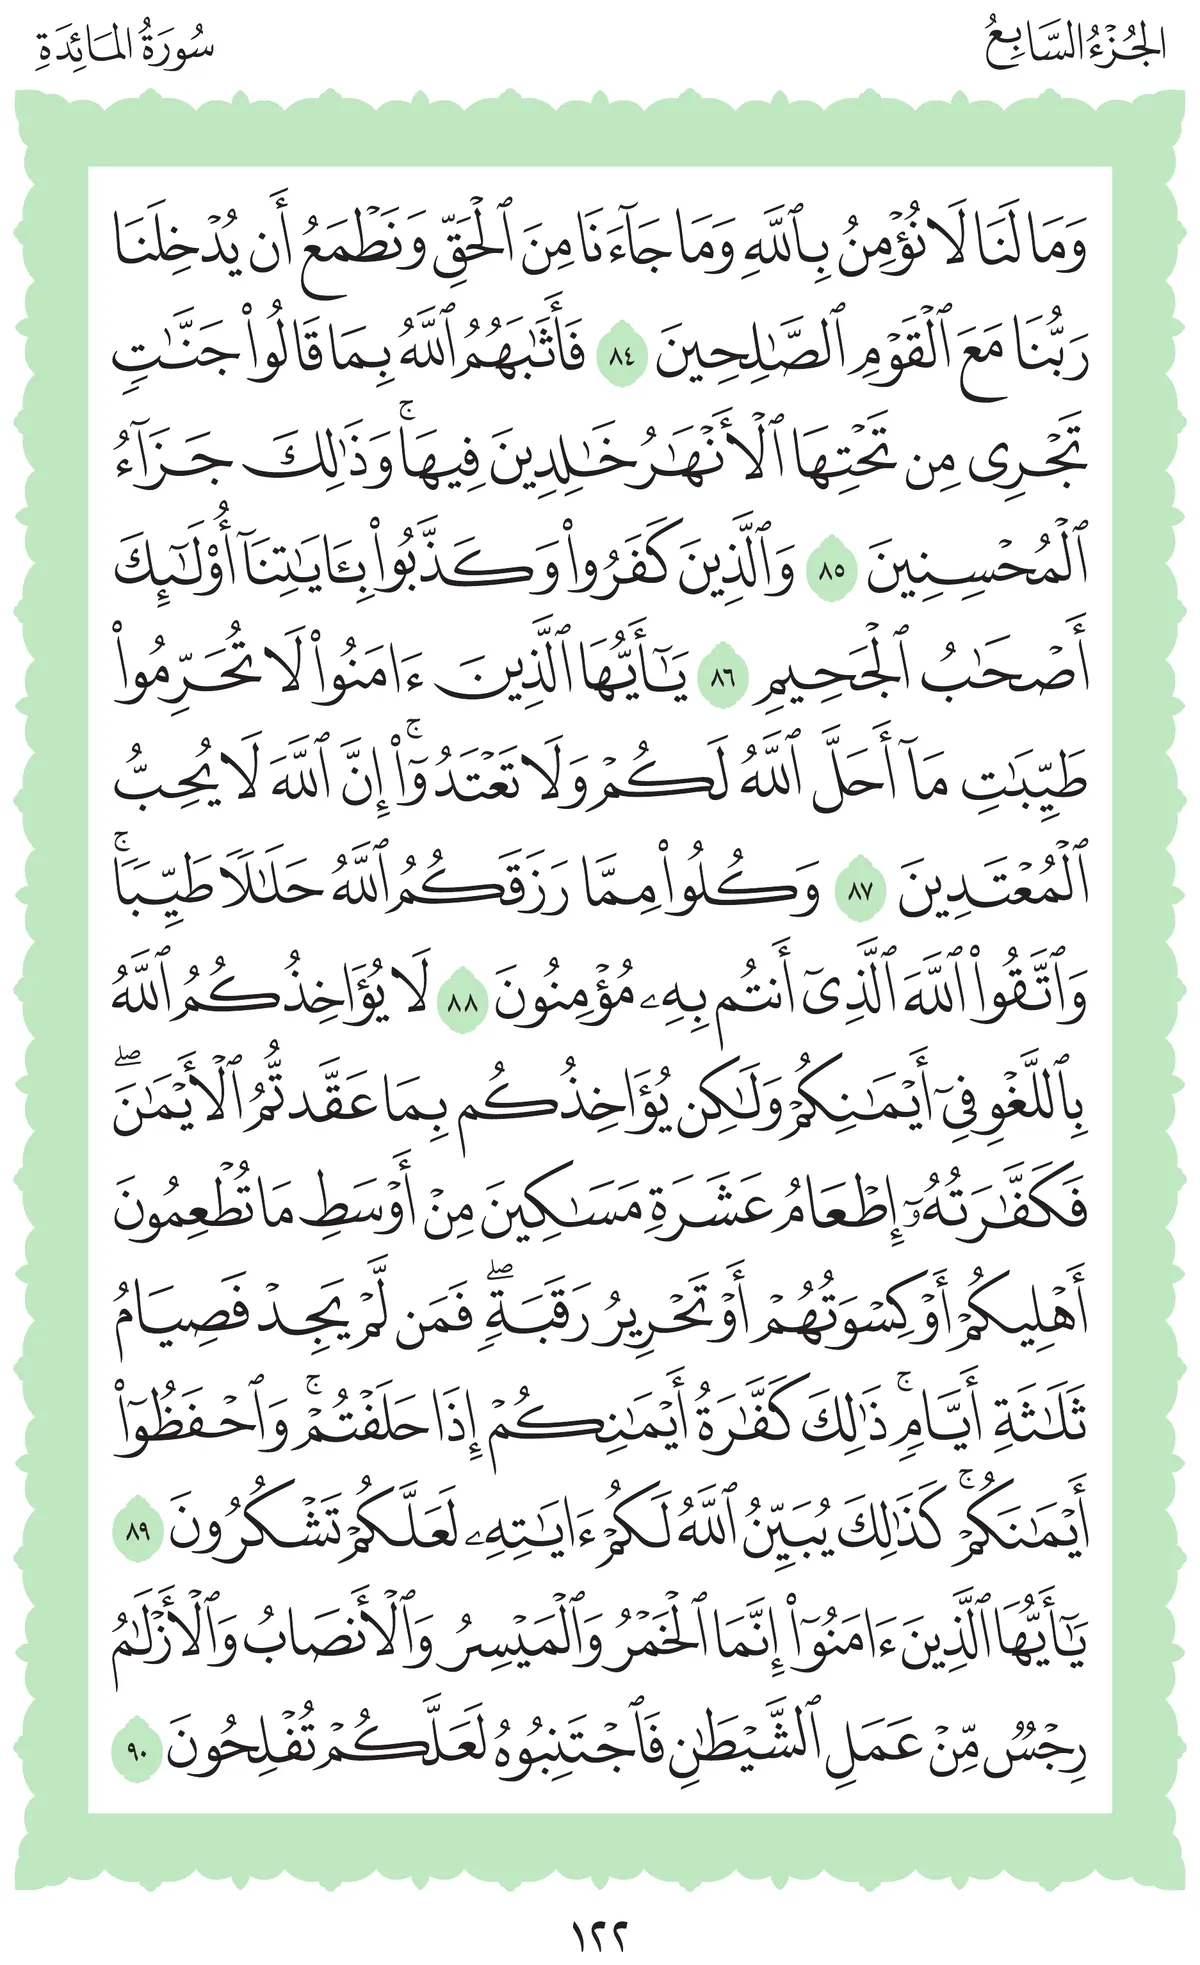 الجُزْءُ السَّابِعُ
سُورَةُ المَائِدَةِ
وَمَا لَنَا لَا نُؤْمِنُ بِٱللَّهِ وَمَا جَآءَنَا مِنَ ٱلْحَقِّ وَنَطْمَعُ أَن يُدْخِلَنَا
رَبُّنَا مَعَ ٱلْقَوْمِ ٱلصَّٰلِحِينَ ٨٤ فَأَثَٰبَهُمُ ٱللَّهُ بِمَا قَالُوا۟ جَنَّٰتٍ
تَجْرِى مِن تَحْتِهَا ٱلْأَنْهَٰرُ خَٰلِدِينَ فِيهَا ۚ وَذَٰلِكَ جَزَآءُ
ٱلْمُحْسِنِينَ ٨٥ وَٱلَّذِينَ كَفَرُوا۟ وَكَذَّبُوا۟ بِـَٔايَٰتِنَآ أُو۟لَٰٓئِكَ
أَصْحَٰبُ ٱلْجَحِيمِ ٨٦ يَٰٓأَيُّهَا ٱلَّذِينَ ءَامَنُوا۟ لَا تُحَرِّمُوا۟
طَيِّبَٰتِ مَآ أَحَلَّ ٱللَّهُ لَكُمْ وَلَا تَعْتَدُوٓا۟ ۚ إِنَّ ٱللَّهَ لَا يُحِبُّ
ٱلْمُعْتَدِينَ ٨٧ وَكُلُوا۟ مِمَّا رَزَقَكُمُ ٱللَّهُ حَلَٰلًا طَيِّبًا ۚ
وَٱتَّقُوا۟ ٱللَّهَ ٱلَّذِىٓ أَنتُم بِهِۦ مُؤْمِنُونَ ٨٨ لَا يُؤَاخِذُكُمُ ٱللَّهُ
بِٱللَّغْوِ فِىٓ أَيْمَٰنِكُمْ وَلَٰكِن يُؤَاخِذُكُم بِمَا عَقَّدتُّمُ ٱلْأَيْمَٰنَ ۖ
فَكَفَّٰرَتُهُۥٓ إِطْعَامُ عَشَرَةِ مَسَٰكِينَ مِنْ أَوْسَطِ مَا تُطْعِمُونَ
أَهْلِيكُمْ أَوْ كِسْوَتُهُمْ أَوْ تَحْرِيرُ رَقَبَةٍ ۖ فَمَن لَّمْ يَجِدْ فَصِيَامُ
ثَلَٰثَةِ أَيَّامٍ ۚ ذَٰلِكَ كَفَّٰرَةُ أَيْمَٰنِكُمْ إِذَا حَلَفْتُمْ ۚ وَٱحْفَظُوٓا۟
أَيْمَٰنَكُمْ ۚ كَذَٰلِكَ يُبَيِّنُ ٱللَّهُ لَكُمْ ءَايَٰتِهِۦ لَعَلَّكُمْ تَشْكُرُونَ ٨٩
يَٰٓأَيُّهَا ٱلَّذِينَ ءَامَنُوٓا۟ إِنَّمَا ٱلْخَمْرُ وَٱلْمَيْسِرُ وَٱلْأَنصَابُ وَٱلْأَزْلَٰمُ
رِجْسٌ مِّنْ عَمَلِ ٱلشَّيْطَٰنِ فَٱجْتَنِبُوهُ لَعَلَّكُمْ تُفْلِحُونَ ٩٠
١٢٢